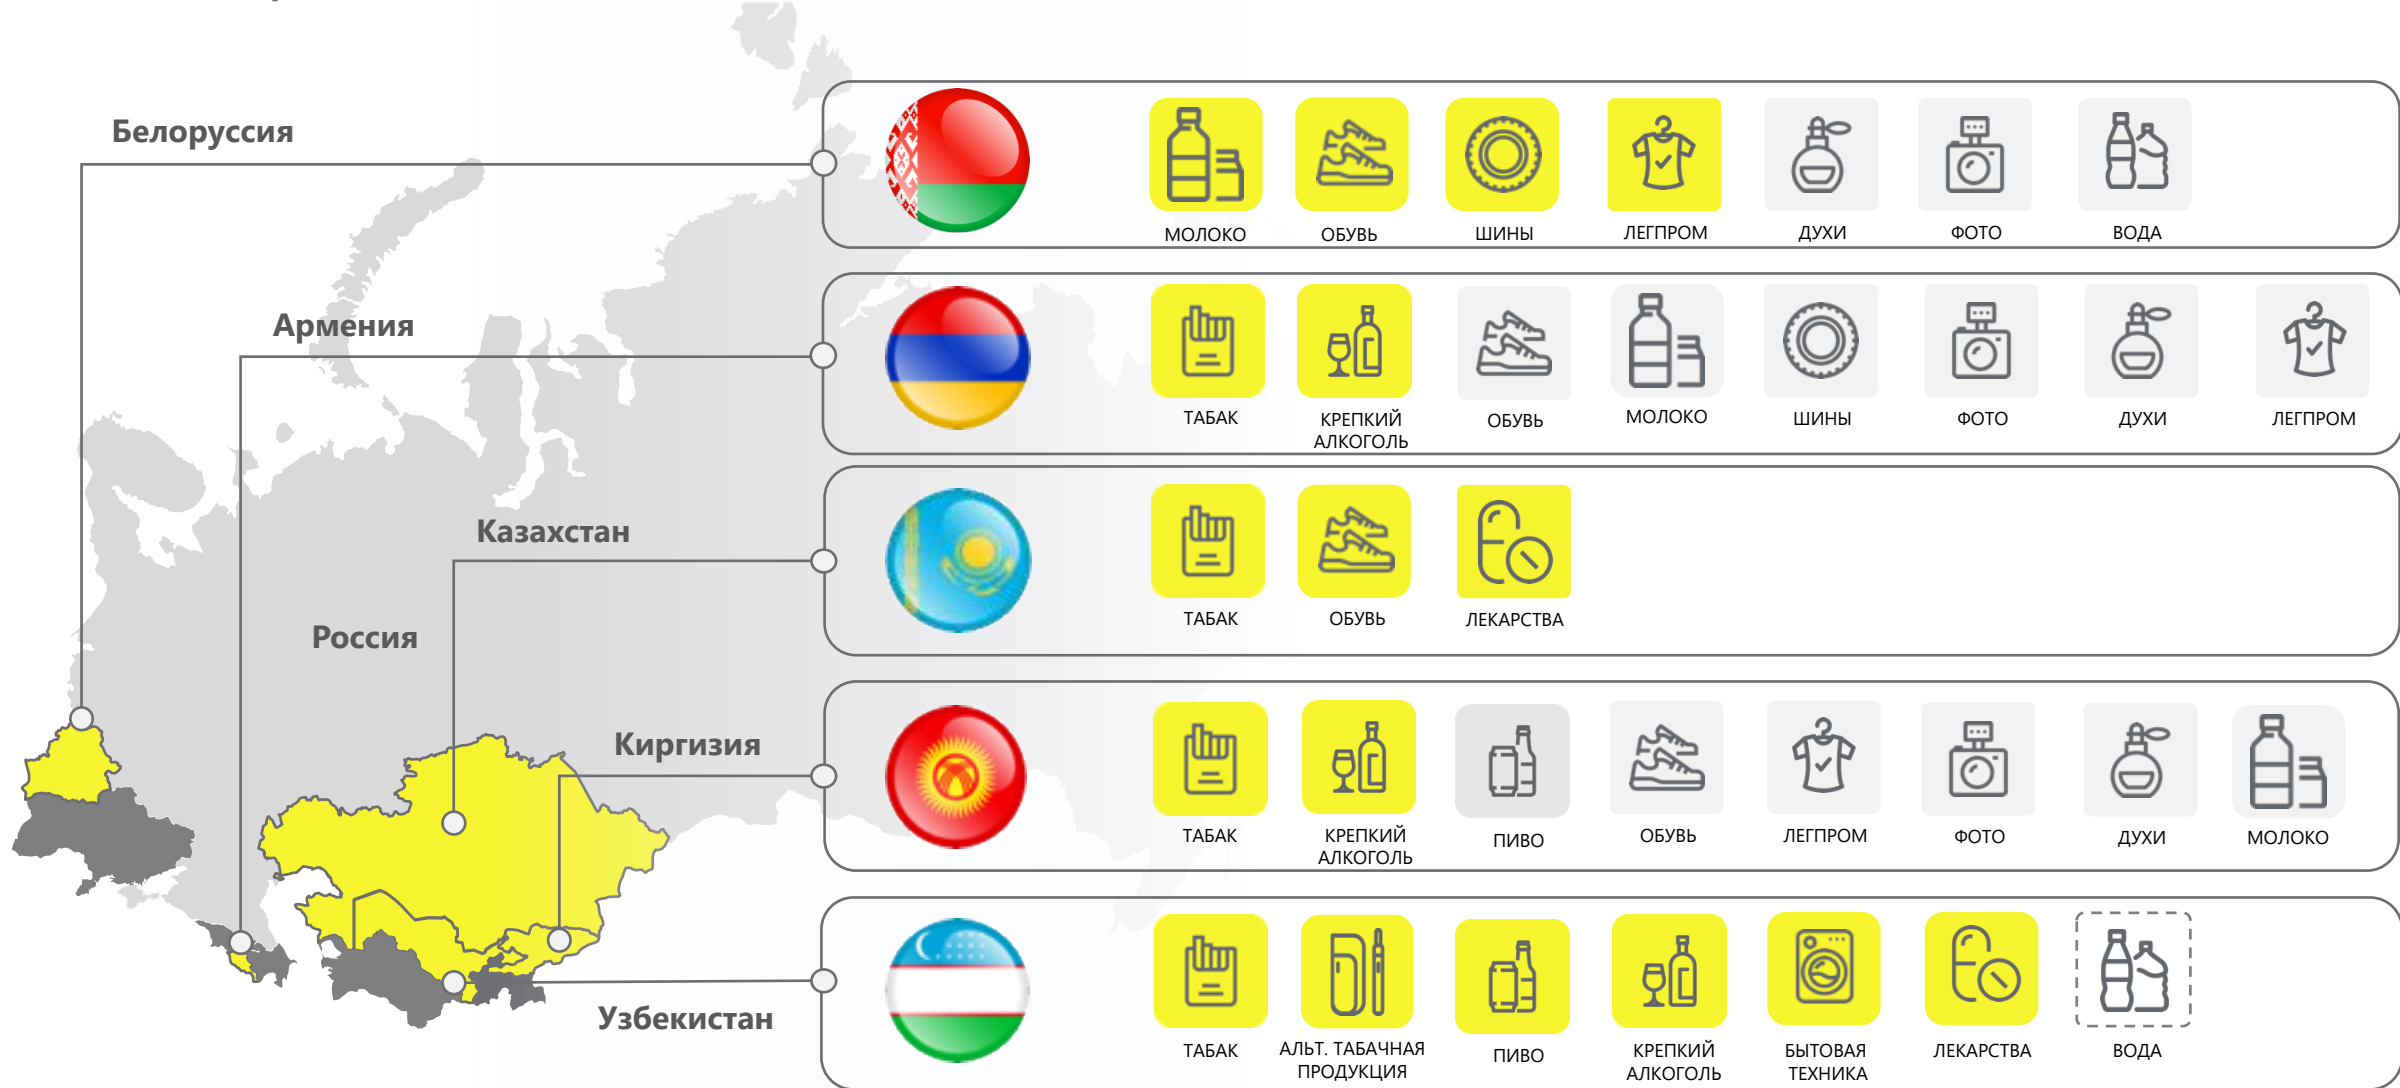 Белоруссия
МОЛОКО
ОБУВЬ
ШИНЫ
ЛЕГПРОМ
ДУХИ
ФОТО
ВОДА
Армения
ТАБАК
КРЕПКИЙ
АЛКОГОЛЬ
ОБУВЬ
МОЛОКО
ШИНЫ
ФОТО
ДУХИ
ЛЕГПРОМ
Казахстан
ТАБАК
ОБУВЬ
ЛЕКАРСТВА
Россия
Киргизия
ТАБАК
КРЕПКИЙ
АЛКОГОЛЬ
ПИВО
ОБУВЬ
ЛЕГПРОМ
ФОТО
ДУХИ
МОЛОКО
Узбекистан
ТАБАК
АЛЬТ. ТАБАЧНАЯ
ПРОДУКЦИЯ
ПИВО
КРЕПКИЙ
АЛКОГОЛЬ
БЫТОВАЯ
ТЕХНИКА
ЛЕКАРСТВА
ВОДА